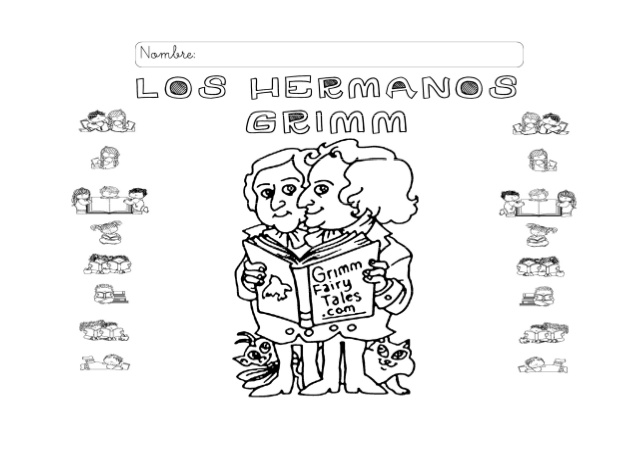 Nombre:
LOS HERMANOS
GRIMM
Grimm
Fairy
Tales
.com